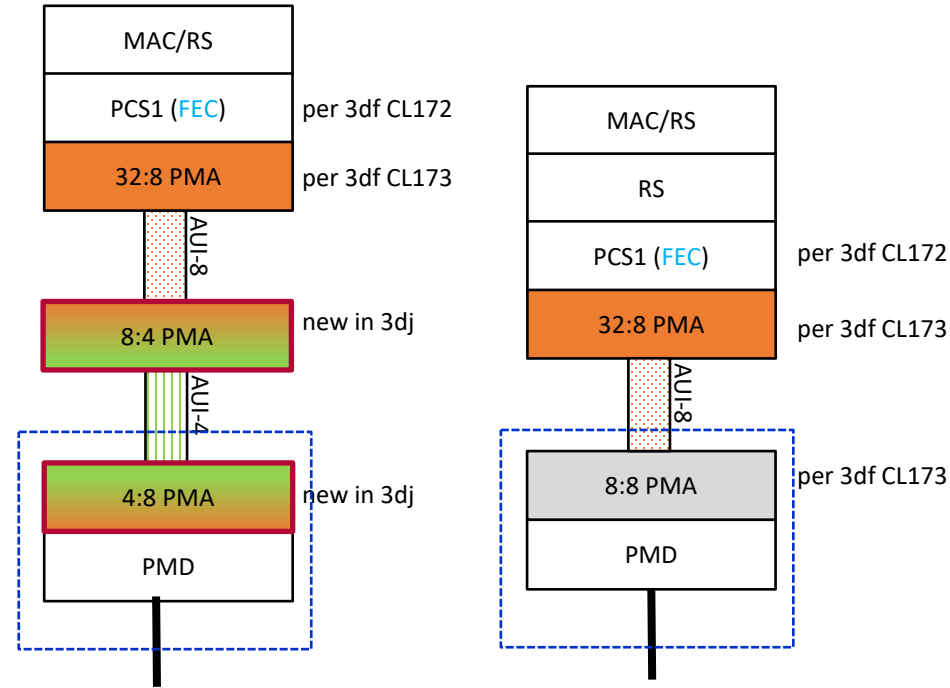 MAC/RS
PCS1 (FEC)
per 3df CL172
32:8 PMA
per 3df CL173
AUI-8
8:4 PMA
new in 3dj
AUI-4
4:8 PMA
new in 3dj
PMD
MAC/RS
RS
PCS1 (FEC)
per 3df CL172
32:8 PMA
per 3df CL173
AUI-8
8:8 PMA
per 3df CL173
PMD